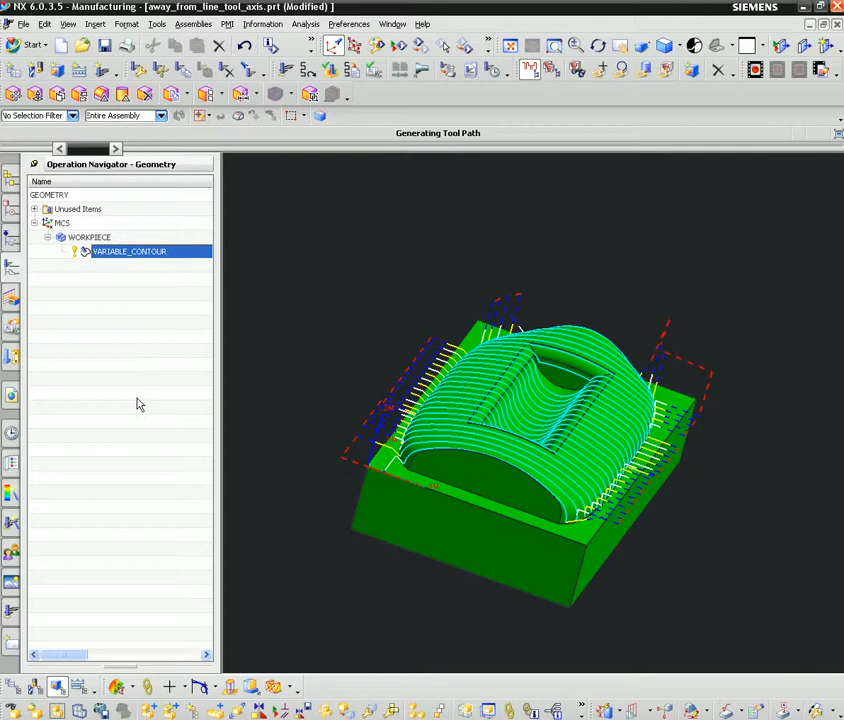 NX 6.0.3.5 - Manufacturing - [away_from_line_tool_axis.prt (Modified) ]
SIEMENS
File Edit View Insert Format Tools Assemblies PMI Information Analysis Preferences Window Help
Start
No Selection Filter Entire Assembly
Generating Tool Path
Operation Navigator - Geometry
Name
GEOMETRY
Unused Items
MCS
WORKPIECE
VARIABLE_CONTOUR